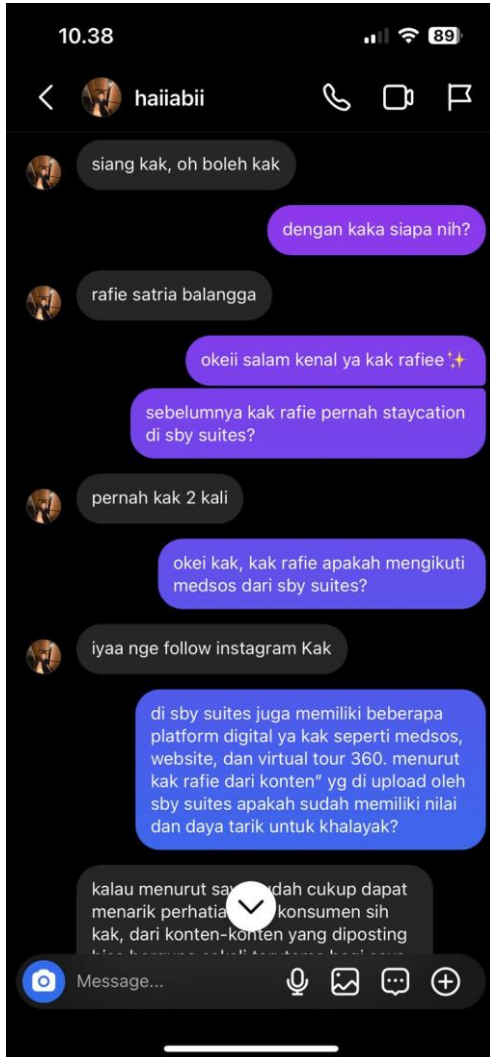 10.38
89
haiiabii
siang kak, oh boleh kak
dengan kaka siapa nih?
rafie satria balangga
okeii salam kenal ya kak rafiee✨
sebelumnya kak rafie pernah staycation
di sby suites?
pernah kak 2 kali
okei kak, kak rafie apakah mengikuti
medsos dari sby suites?
iyaa nge follow instagram Kak
di sby suites juga memiliki beberapa
platform digital ya kak seperti medsos,
website, dan virtual tour 360. menurut
kak rafie dari konten” yg di upload oleh
sby suites apakah sudah memiliki nilai
dan daya tarik untuk khalayak?
kalau menurut cukup dapat
menarik konsumen sih
kak, dari konten-konten yang diposting
Message...